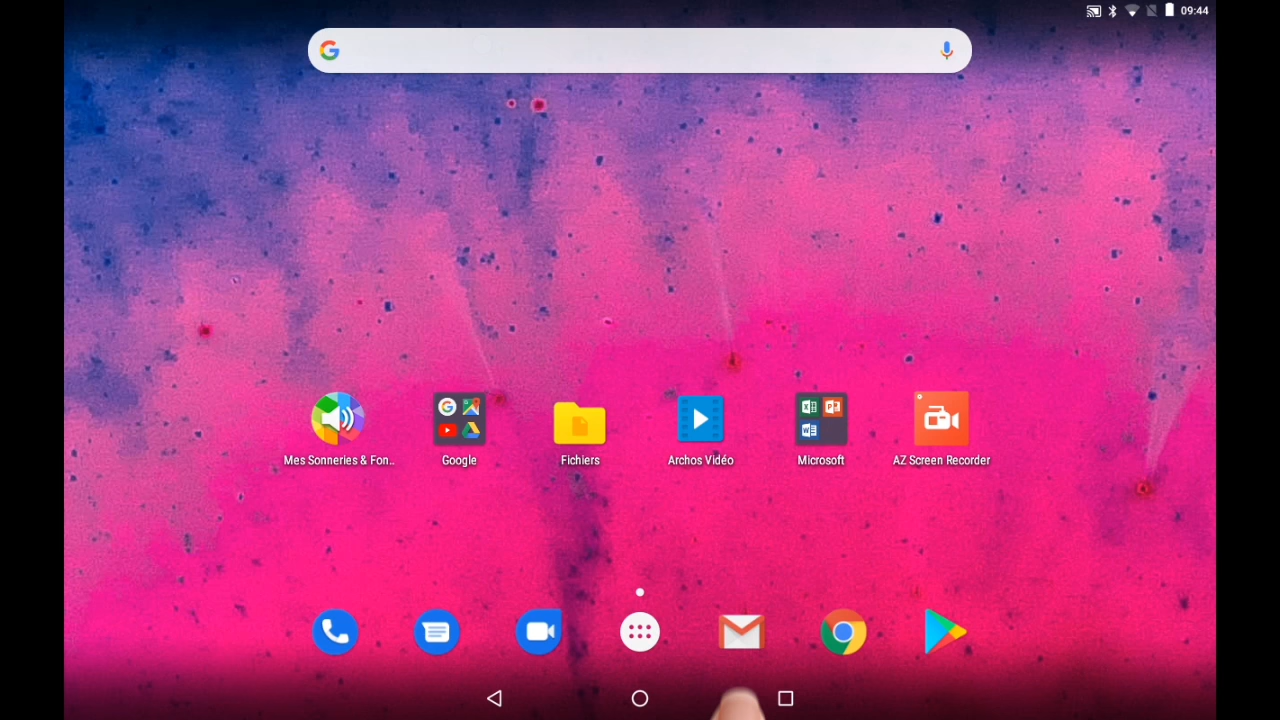 09:44
Mes Sonneries & Fon..
Google
Fichiers
Archos Vidéo
Microsoft
AZ Screen Recorder